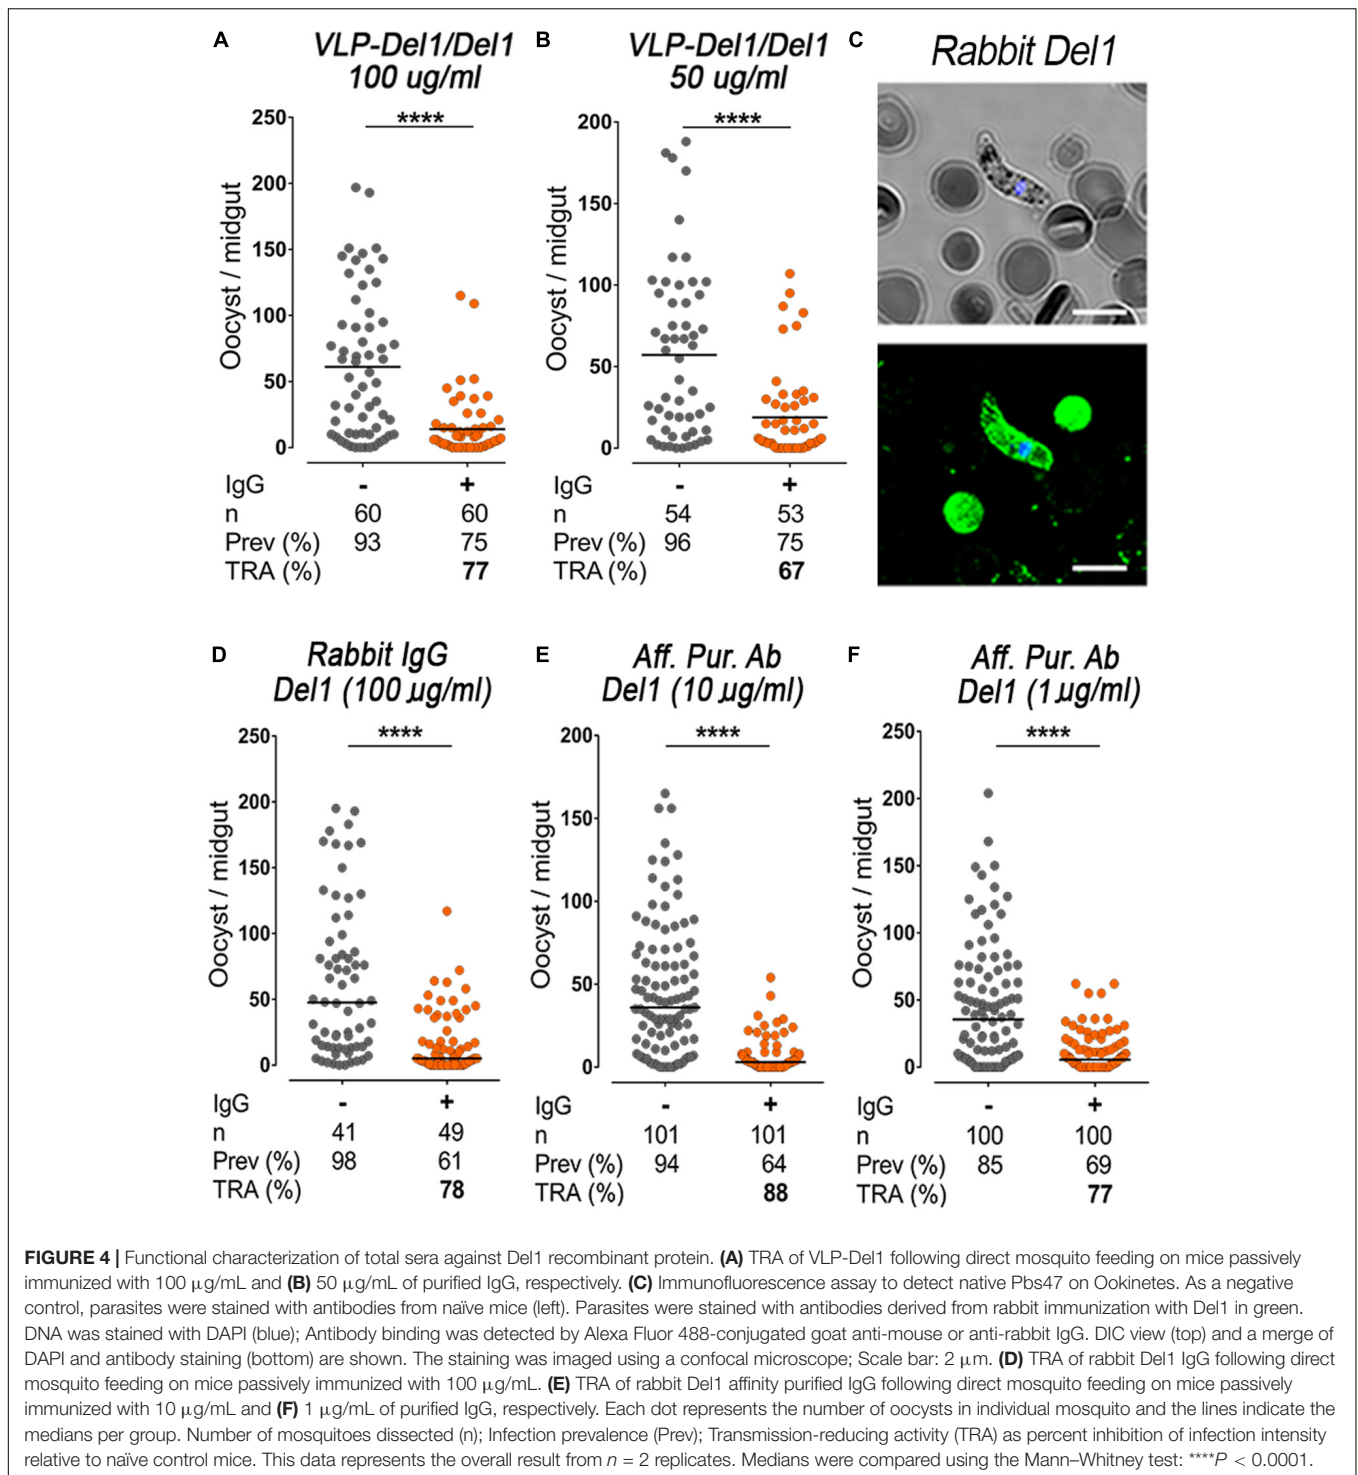 A
VLP-Del1/Del1
100 ug/ml
****
250
200
150
100
50
0
Oocyst / midgut
IgG - +
n 60 60
Prev (%) 93 75
TRA (%) 77
B
VLP-Del1/Del1
50 ug/ml
****
200
150
100
50
0
Oocyst / midgut
IgG - +
n 54 53
Prev (%) 96 75
TRA (%) 67
C
Rabbit Del1
D
Rabbit IgG
Del1 (100 µg/ml)
****
250
200
150
100
50
0
Oocyst / midgut
IgG - +
n 41 49
Prev (%) 98 61
TRA (%) 78
E
Aff. Pur. Ab
Del1 (10 µg/ml)
****
200
150
100
50
0
Oocyst / midgut
IgG - +
n 101 101
Prev (%) 94 64
TRA (%) 88
F
Aff. Pur. Ab
Del1 (1 µg/ml)
****
250
200
150
100
50
0
Oocyst / midgut
IgG - +
n 100 100
Prev (%) 85 69
TRA (%) 77
FIGURE 4 | Functional characterization of total sera against Del1 recombinant protein. (A) TRA of VLP-Del1 following direct mosquito feeding on mice passively
immunized with 100 µg/mL and (B) 50 µg/mL of purified IgG, respectively. (C) Immunofluorescence assay to detect native Pbs47 on Ookinetes. As a negative
control, parasites were stained with antibodies from naïve mice (left). Parasites were stained with antibodies derived from rabbit immunization with Del1 in green.
DNA was stained with DAPI (blue); Antibody binding was detected by Alexa Fluor 488-conjugated goat anti-mouse or anti-rabbit IgG. DIC view (top) and a merge of
DAPI and antibody staining (bottom) are shown. The staining was imaged using a confocal microscope; Scale bar: 2 µm. (D) TRA of rabbit Del1 IgG following direct
mosquito feeding on mice passively immunized with 100 µg/mL. (E) TRA of rabbit Del1 affinity purified IgG following direct mosquito feeding on mice passively
immunized with 10 µg/mL and (F) 1 µg/mL of purified IgG, respectively. Each dot represents the number of oocysts in individual mosquito and the lines indicate the
medians per group. Number of mosquitoes dissected (n); Infection prevalence (Prev); Transmission-reducing activity (TRA) as percent inhibition of infection intensity
relative to naïve control mice. This data represents the overall result from n = 2 replicates. Medians were compared using the Mann–Whitney test: ****P < 0.0001.